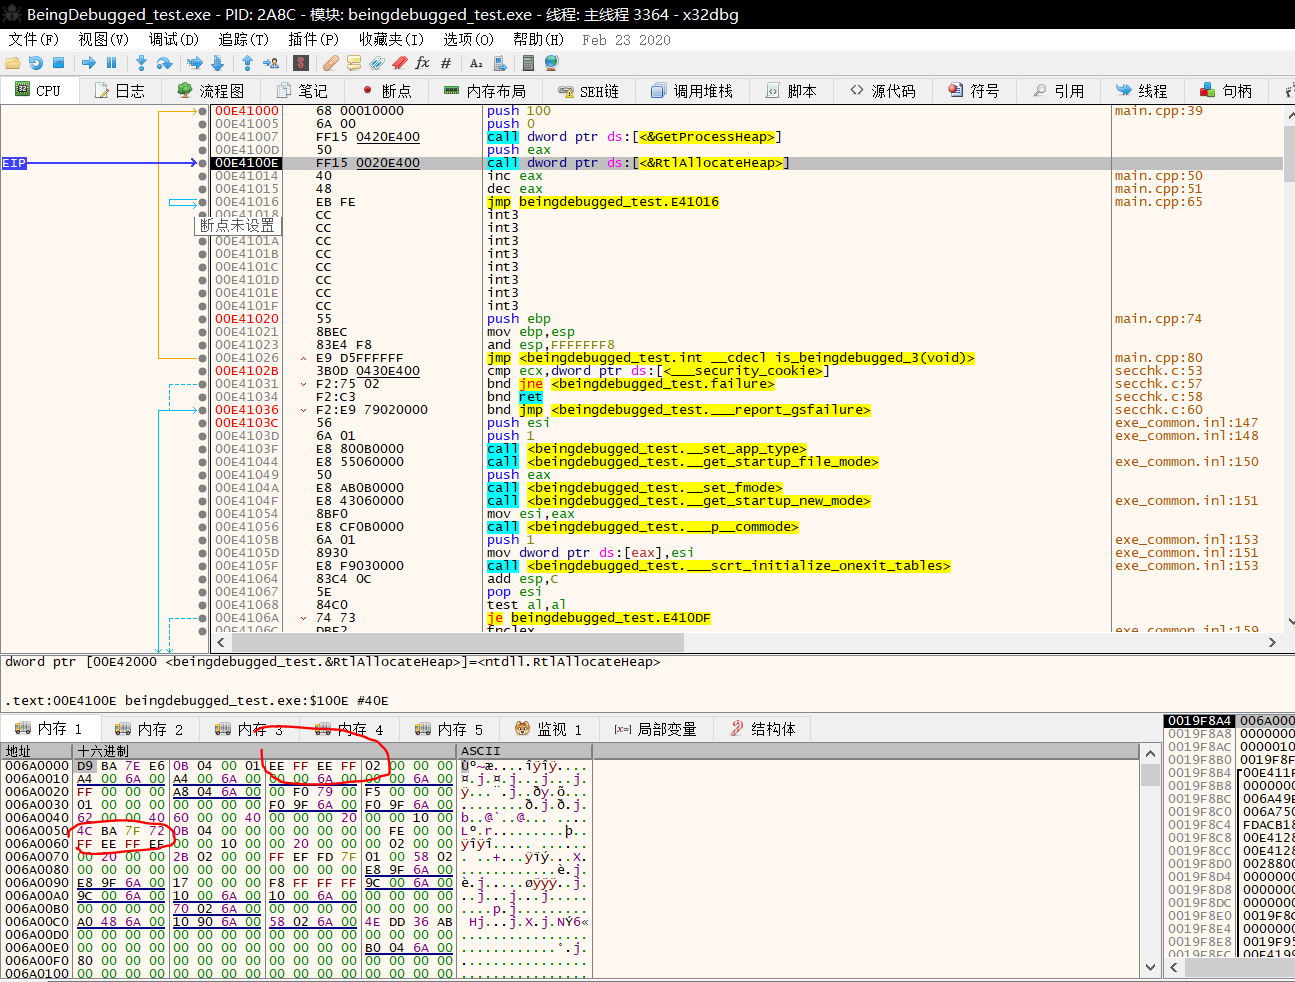 BeingDebugged_test.exe - PID: 2A8C - 模块: beingdebugged_test.exe - 线程: 主线程 3364 - x32dbg
文件(F) 视图(V) 调试(D) 追踪(T) 插件(P) 收藏夹(I) 选项(O) 帮助(H) Feb 23 2020
CPU 日志 流程图 笔记 断点 内存布局 SEH链 调用堆栈 脚本 源代码 符号 引用 线程 句柄
00E41000 68 00010000 push 100 main.cpp:39
00E41005 6A 00 push 0
00E41007 FF15 0420E400 call dword ptr ds:[<&GetProcessHeap>]
00E4100D 50 push eax
EIP 00E4100E FF15 0020E400 call dword ptr ds:[<&RtlAllocateHeap>]
00E41014 40 inc eax main.cpp:50
00E41015 48 dec eax main.cpp:51
00E41016 EB FE jmp beingdebugged_test.E41016 main.cpp:65
00E41018 CC int3
断点未设置 CC int3
00E4101A CC int3
00E4101B CC int3
00E4101C CC int3
00E4101D CC int3
00E4101E CC int3
00E4101F CC int3
00E41020 55 push ebp main.cpp:74
00E41021 8BEC mov ebp,esp
00E41023 83E4 F8 and esp,FFFFFFF8
00E41026 E9 D5FFFFFF jmp <beingdebugged_test.int __cdecl is_beingdebugged_3(void)> main.cpp:80
00E4102B 3B0D 0430E400 cmp ecx,dword ptr ds:[<___security_cookie>] secchk.c:53
00E41031 F2:75 02 bnd jne <beingdebugged_test.failure> secchk.c:57
00E41034 F2:C3 bnd ret secchk.c:58
00E41036 F2:E9 79020000 bnd jmp <beingdebugged_test.___report_gsfailure> secchk.c:60
00E4103C 56 push esi exe_common.inl:147
00E4103D 6A 01 push 1 exe_common.inl:148
00E4103F E8 800B0000 call <beingdebugged_test.__set_app_type>
00E41044 E8 55060000 call <beingdebugged_test.__get_startup_file_mode> exe_common.inl:150
00E41049 50 push eax
00E4104A E8 AB0B0000 call <beingdebugged_test.__set_fmode>
00E4104F E8 43060000 call <beingdebugged_test.__get_startup_new_mode> exe_common.inl:151
00E41054 8BF0 mov esi,eax
00E41056 E8 CF0B0000 call <beingdebugged_test.___p__commode>
00E4105B 6A 01 push 1 exe_common.inl:153
00E4105D 8930 mov dword ptr ds:[eax],esi exe_common.inl:151
00E4105F E8 F9030000 call <beingdebugged_test.___scrt_initialize_onexit_tables> exe_common.inl:153
00E41064 83C4 0C add esp,C
00E41067 5E pop esi
00E41068 84C0 test al,al
00E4106A 74 73 je beingdebugged_test.E410DF
00E4106C DBE2 fnclex exe_common.inl:159
dword ptr [00E42000 <beingdebugged_test.&RtlAllocateHeap>]=<ntdll.RtlAllocateHeap>
.text:00E4100E beingdebugged_test.exe:$100E #40E
内存 1 内存 2 内存 3 内存 4 内存 5 监视 1 局部变量 结构体
地址 十六进制 ASCII
006A0000 D9 BA 7E E6 0B 04 00 01 EE FF EE FF 02 00 00 00 Ùº~æ....îÿîÿ....
006A0010 A4 00 6A 00 A4 00 6A 00 00 00 6A 00 00 00 6A 00 ¤.j.¤.j...j...j.
006A0020 FF 00 00 00 A8 04 6A 00 00 F0 79 00 F5 00 00 00 ÿ...¨.j..ðy.õ...
006A0030 01 00 00 00 00 00 00 00 F0 9F 6A 00 F0 9F 6A 00 ........ð.j.ð.j.
006A0040 62 00 00 40 60 00 00 40 00 00 00 20 00 00 10 00 b..@`..@... ....
006A0050 4C BA 7F 72 0B 04 00 00 00 00 00 00 00 FE 00 00 Lº.r.........þ..
006A0060 FF EE FF EE 00 00 10 00 00 20 00 00 00 02 00 00 ÿîÿî..... ......
006A0070 00 20 00 00 2B 02 00 00 FF EF FD 7F 01 00 58 02 . ..+...ÿïý...X.
006A0080 00 00 00 00 00 00 00 00 00 00 00 00 E8 9F 6A 00 ............è.j.
006A0090 E8 9F 6A 00 17 00 00 00 F8 FF FF FF 9C 00 6A 00 è.j.....øÿÿÿ..j.
006A00A0 9C 00 6A 00 10 00 6A 00 10 00 6A 00 00 00 00 00 ..j...j...j.....
006A00B0 00 00 00 00 70 02 6A 00 00 00 00 00 00 00 00 00 ....p.j.........
006A00C0 A0 48 6A 00 10 90 6A 00 58 02 6A 00 4E DD 36 AB  Hj...j.X.j.NÝ6«
006A00D0 00 00 00 00 00 00 00 00 00 00 00 00 00 00 00 00 ................
006A00E0 00 00 00 00 00 00 00 00 00 00 00 00 B0 04 6A 00 ............°.j.
006A00F0 80 00 00 00 00 00 00 00 00 00 00 00 00 00 00 00 ................
006A0100 00 00 00 00 00 00 00 00 00 00 00 00 00 00 00 00 ................
0019F8A4 006A000
0019F8A8 0000000
0019F8AC 0000010
0019F8B0 0019F8F
0019F8B4 00E411F
0019F8B8 0000000
0019F8BC 006A49E
0019F8C0 006A750
0019F8C4 FDACB18
0019F8C8 00E4128
0019F8CC 00E4128
0019F8D0 0028800
0019F8D4 0000000
0019F8D8 0000000
0019F8DC 0000000
0019F8E0 0019F8C
0019F8E4 0000000
0019F8E8 0019F95
0019F8EC 00E4199